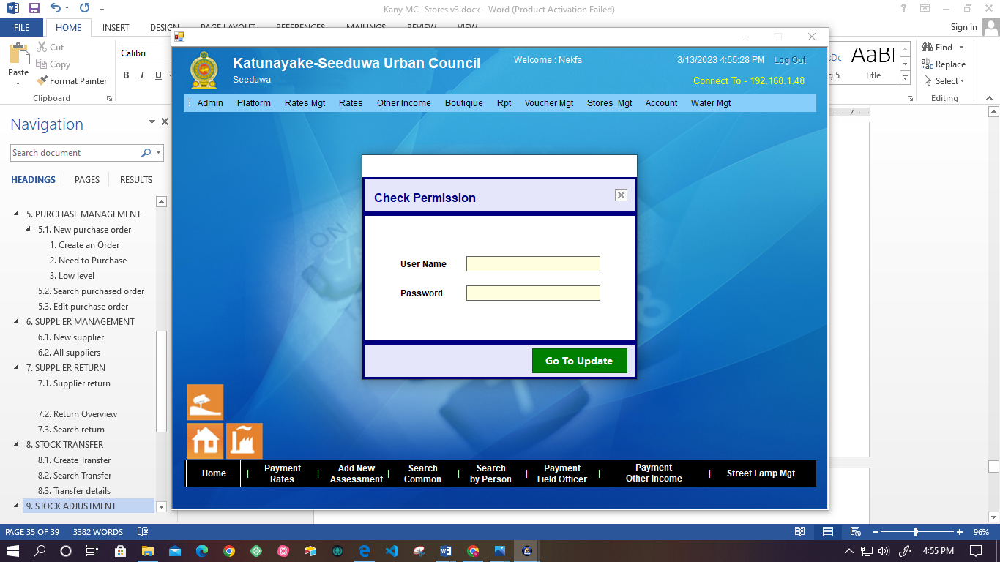 Kany MC -Stores v3.docx - Word (Product Activation Failed)
FILE HOME INSERT DESIGN PAGE LAYOUT REFERENCES MAILINGS REVIEW VIEW Sign in
Paste
Cut
Copy
Format Painter
Clipboard
Calibri
B I U
Title
Find
Replace
Select
Editing
Navigation
Search document
HEADINGS PAGES RESULTS
5. PURCHASE MANAGEMENT
5.1. New purchase order
1. Create an Order
2. Need to Purchase
3. Low level
5.2. Search purchased order
5.3. Edit purchase order
6. SUPPLIER MANAGEMENT
6.1. New supplier
6.2. All suppliers
7. SUPPLIER RETURN
7.1. Supplier return
7.2. Return Overview
7.3. Search return
8. STOCK TRANSFER
8.1. Create Transfer
8.2. Search Transfer
8.3. Transfer details
9. STOCK ADJUSTMENT
Katunayake-Seeduwa Urban Council
Seeduwa
Welcome : Nekfa
3/13/2023 4:55:28 PM Log Out
Connect To - 192.168.1.48
Admin Platform Rates Mgt Rates Other Income Boutiqiue Rpt Voucher Mgt Stores Mgt Account Water Mgt
ON
Check Permission
User Name
Password
Go To Update
Home | Payment Rates | Add New Assessment | Search Common | Search by Person | Payment Field Officer | Payment Other Income | Street Lamp Mgt
7
PAGE 35 OF 39 3382 WORDS 96%
4:55 PM